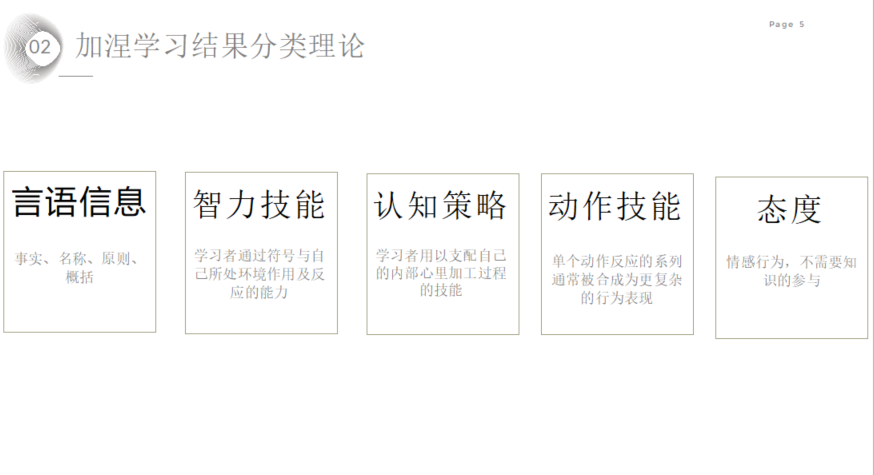 Page 5
02
加涅学习结果分类理论
言语信息
事实、名称、原则、
概括
智力技能
学习者通过符号与自
己所处环境作用及反
应的能力
认知策略
学习者用以支配自己
的内部心里加工过程
的技能
动作技能
单个动作反应的系列
通常被合成为更复杂
的行为表现
态度
情感行为，不需要知
识的参与